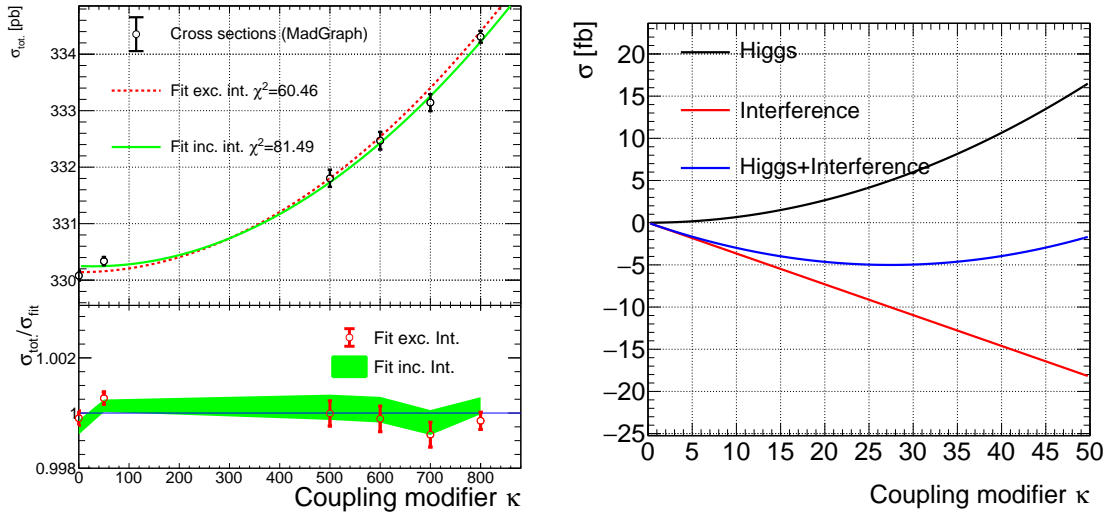 σ_tot. [pb]
334
333
332
331
330
Cross sections (MadGraph)
Fit exc. int. χ²=60.46
Fit inc. int. χ²=81.49
σ_tot./σ_fit
1.002
1
0.998
Fit exc. Int.
Fit inc. Int.
0 100 200 300 400 500 600 700 800
Coupling modifier κ
σ [fb]
20
15
10
5
0
−5
−10
−15
−20
−25
Higgs
Interference
Higgs+Interference
0 5 10 15 20 25 30 35 40 45 50
Coupling modifier κ